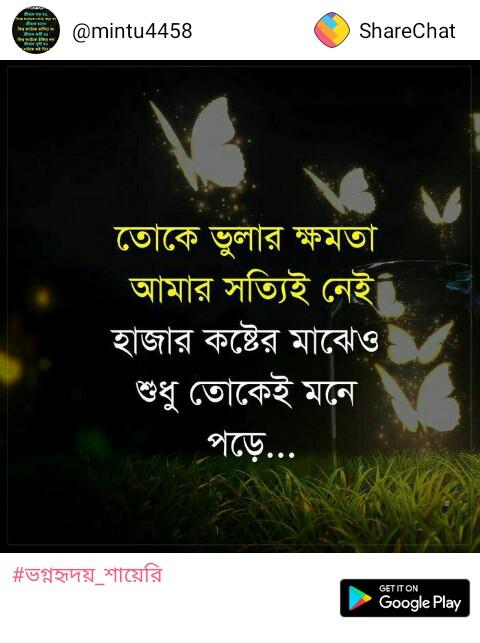 @mintu4458
ShareChat
তোকে ভুলার ক্ষমতা
আমার সত্যিই নেই
হাজার কষ্টের মাঝেও
শুধু তোকেই মনে
পড়ে...
#ভগ্নহৃদয়_শায়েরি
GET IT ON
Google Play